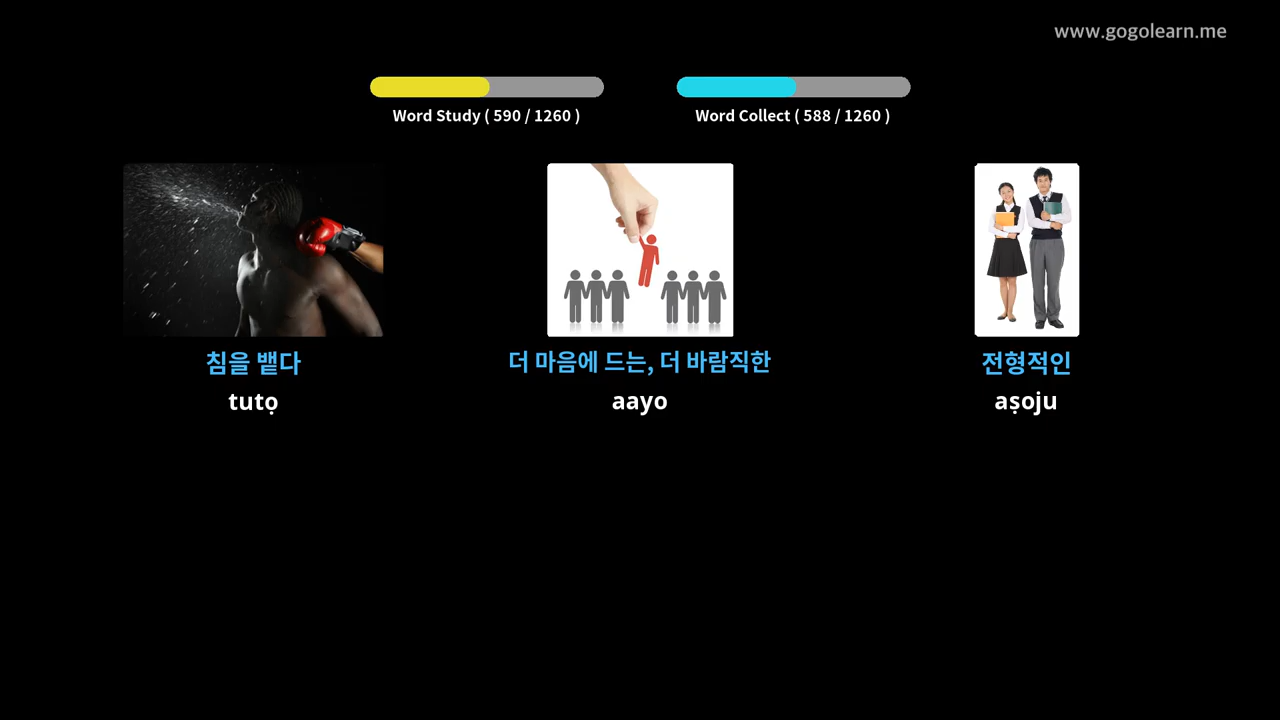 www.gogolearn.me
Word Study ( 590 / 1260 )
Word Collect ( 588 / 1260 )
침을 뱉다
tutọ
더 마음에 드는, 더 바람직한
aayo
전형적인
aṣoju